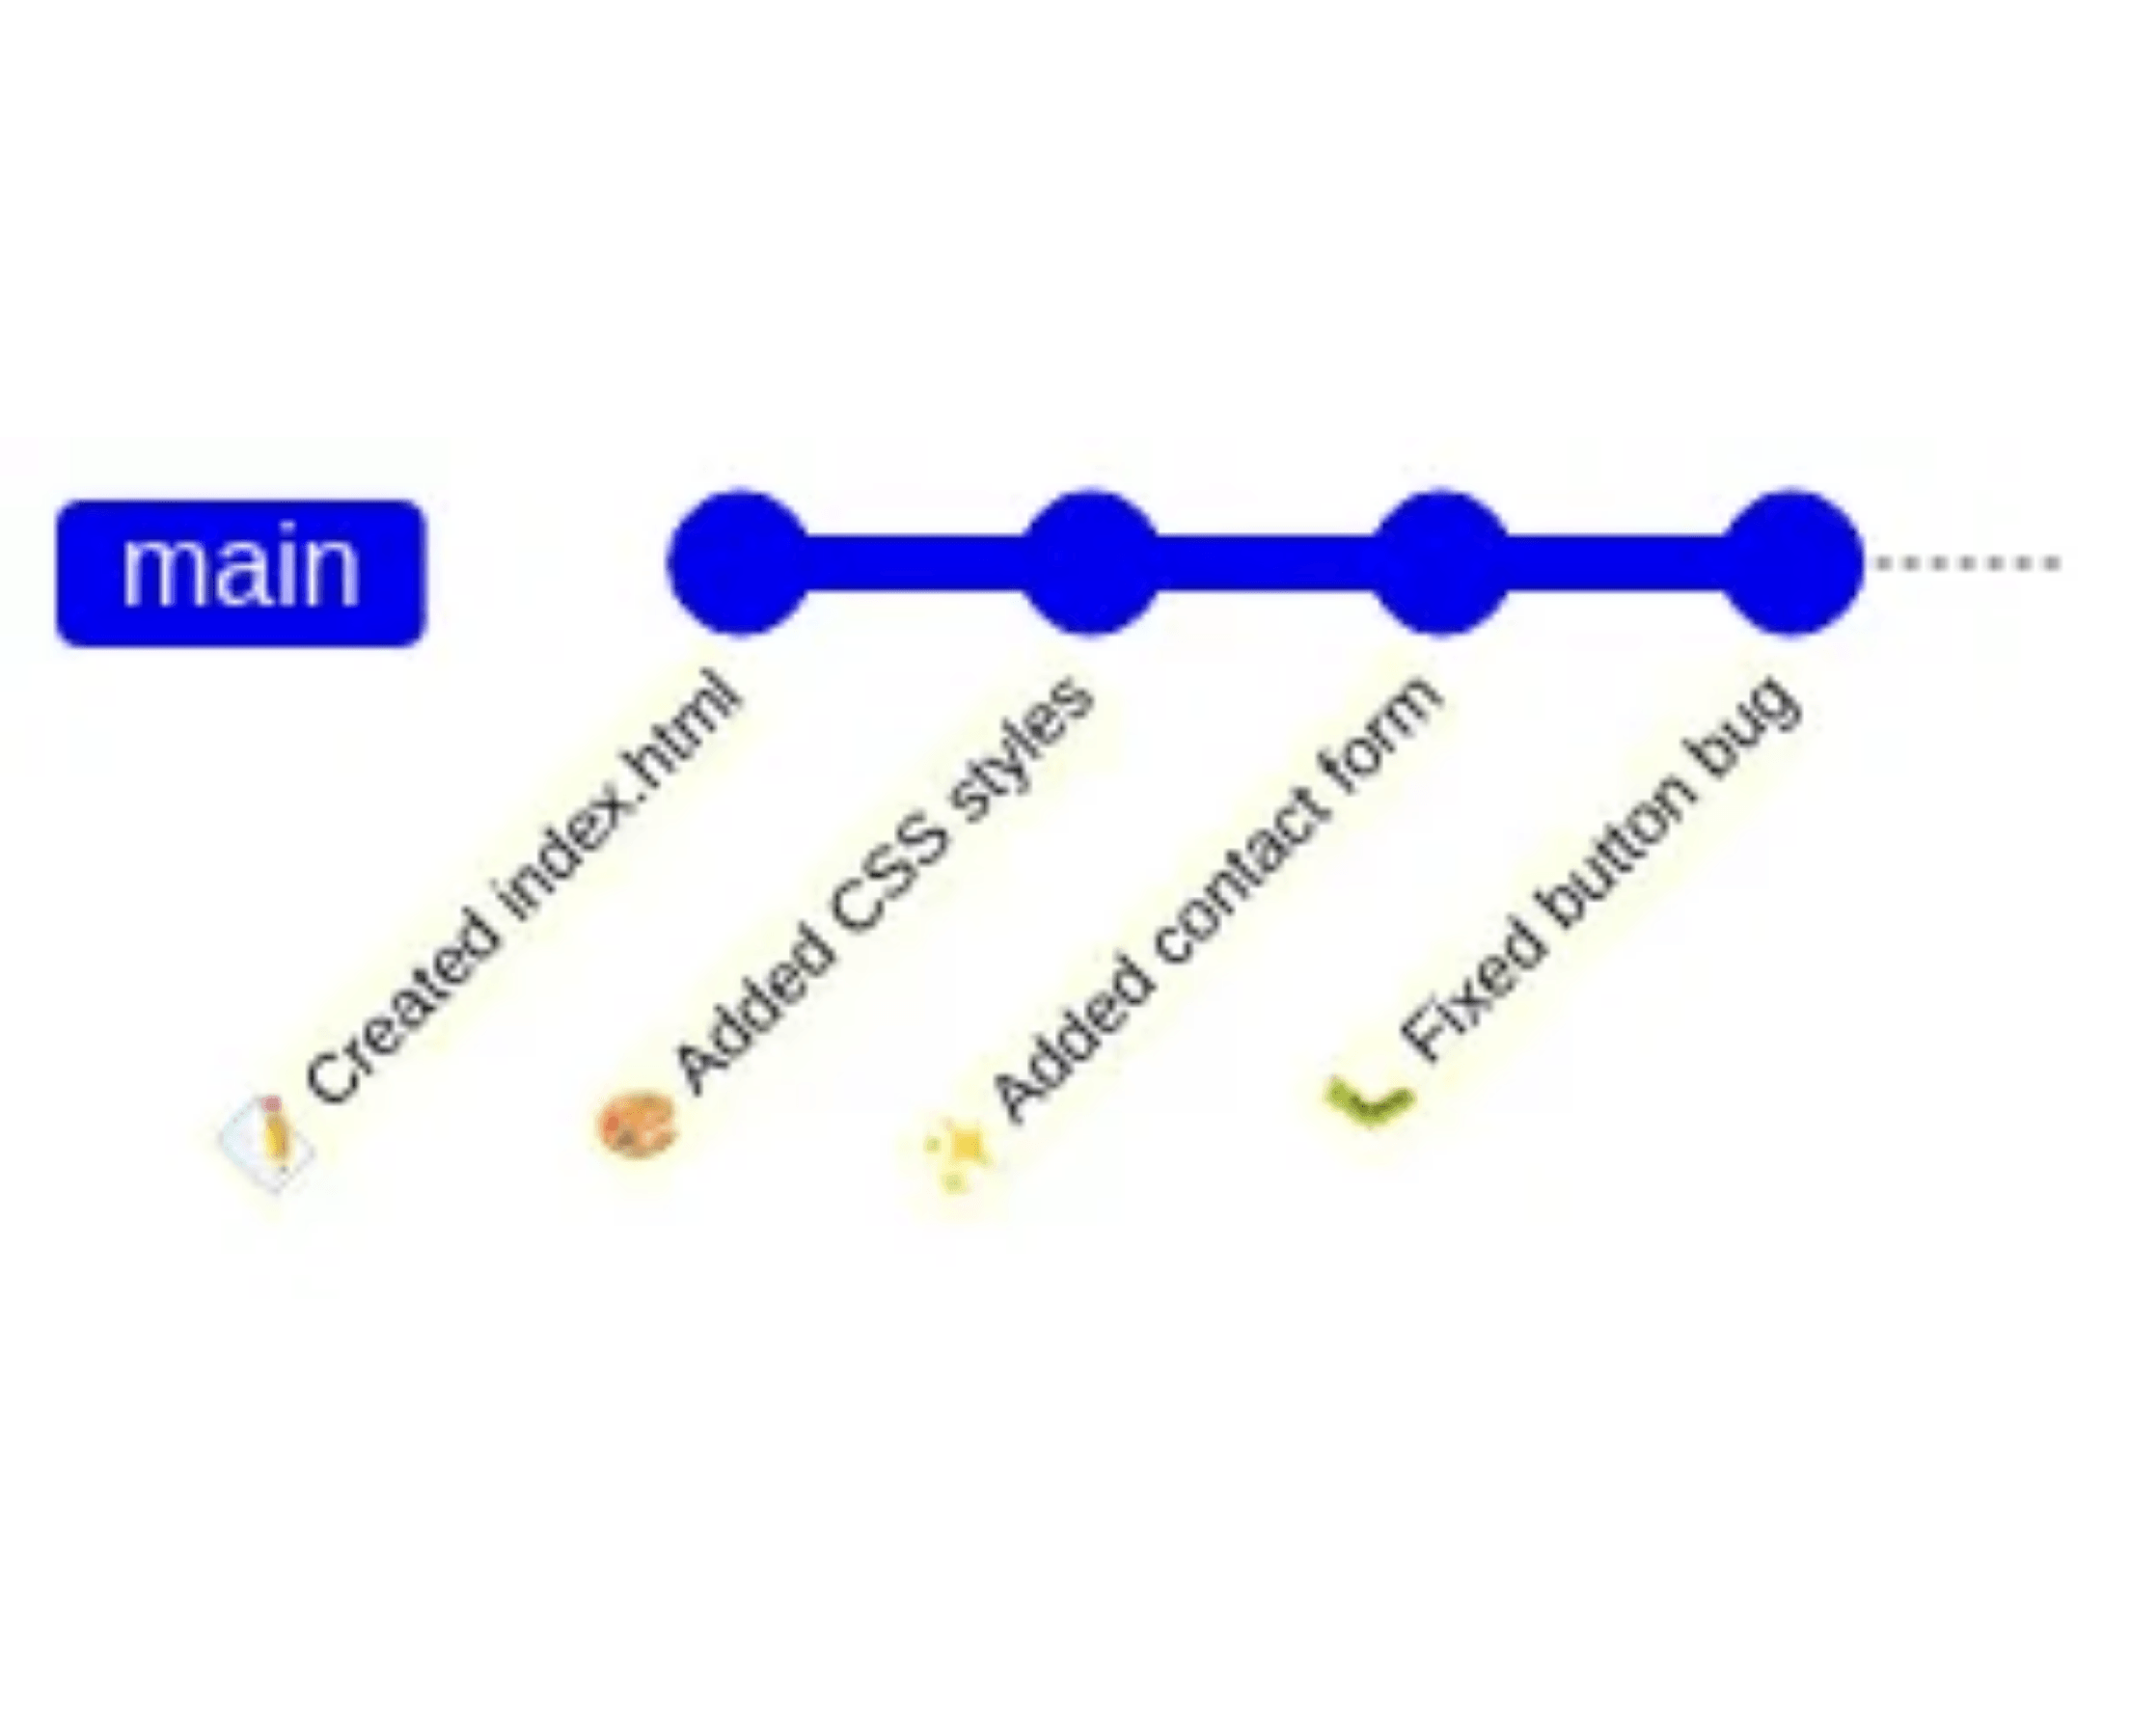 main
📝 Created index.html
🎨 Added CSS styles
✨ Added contact form
🐛 Fixed button bug